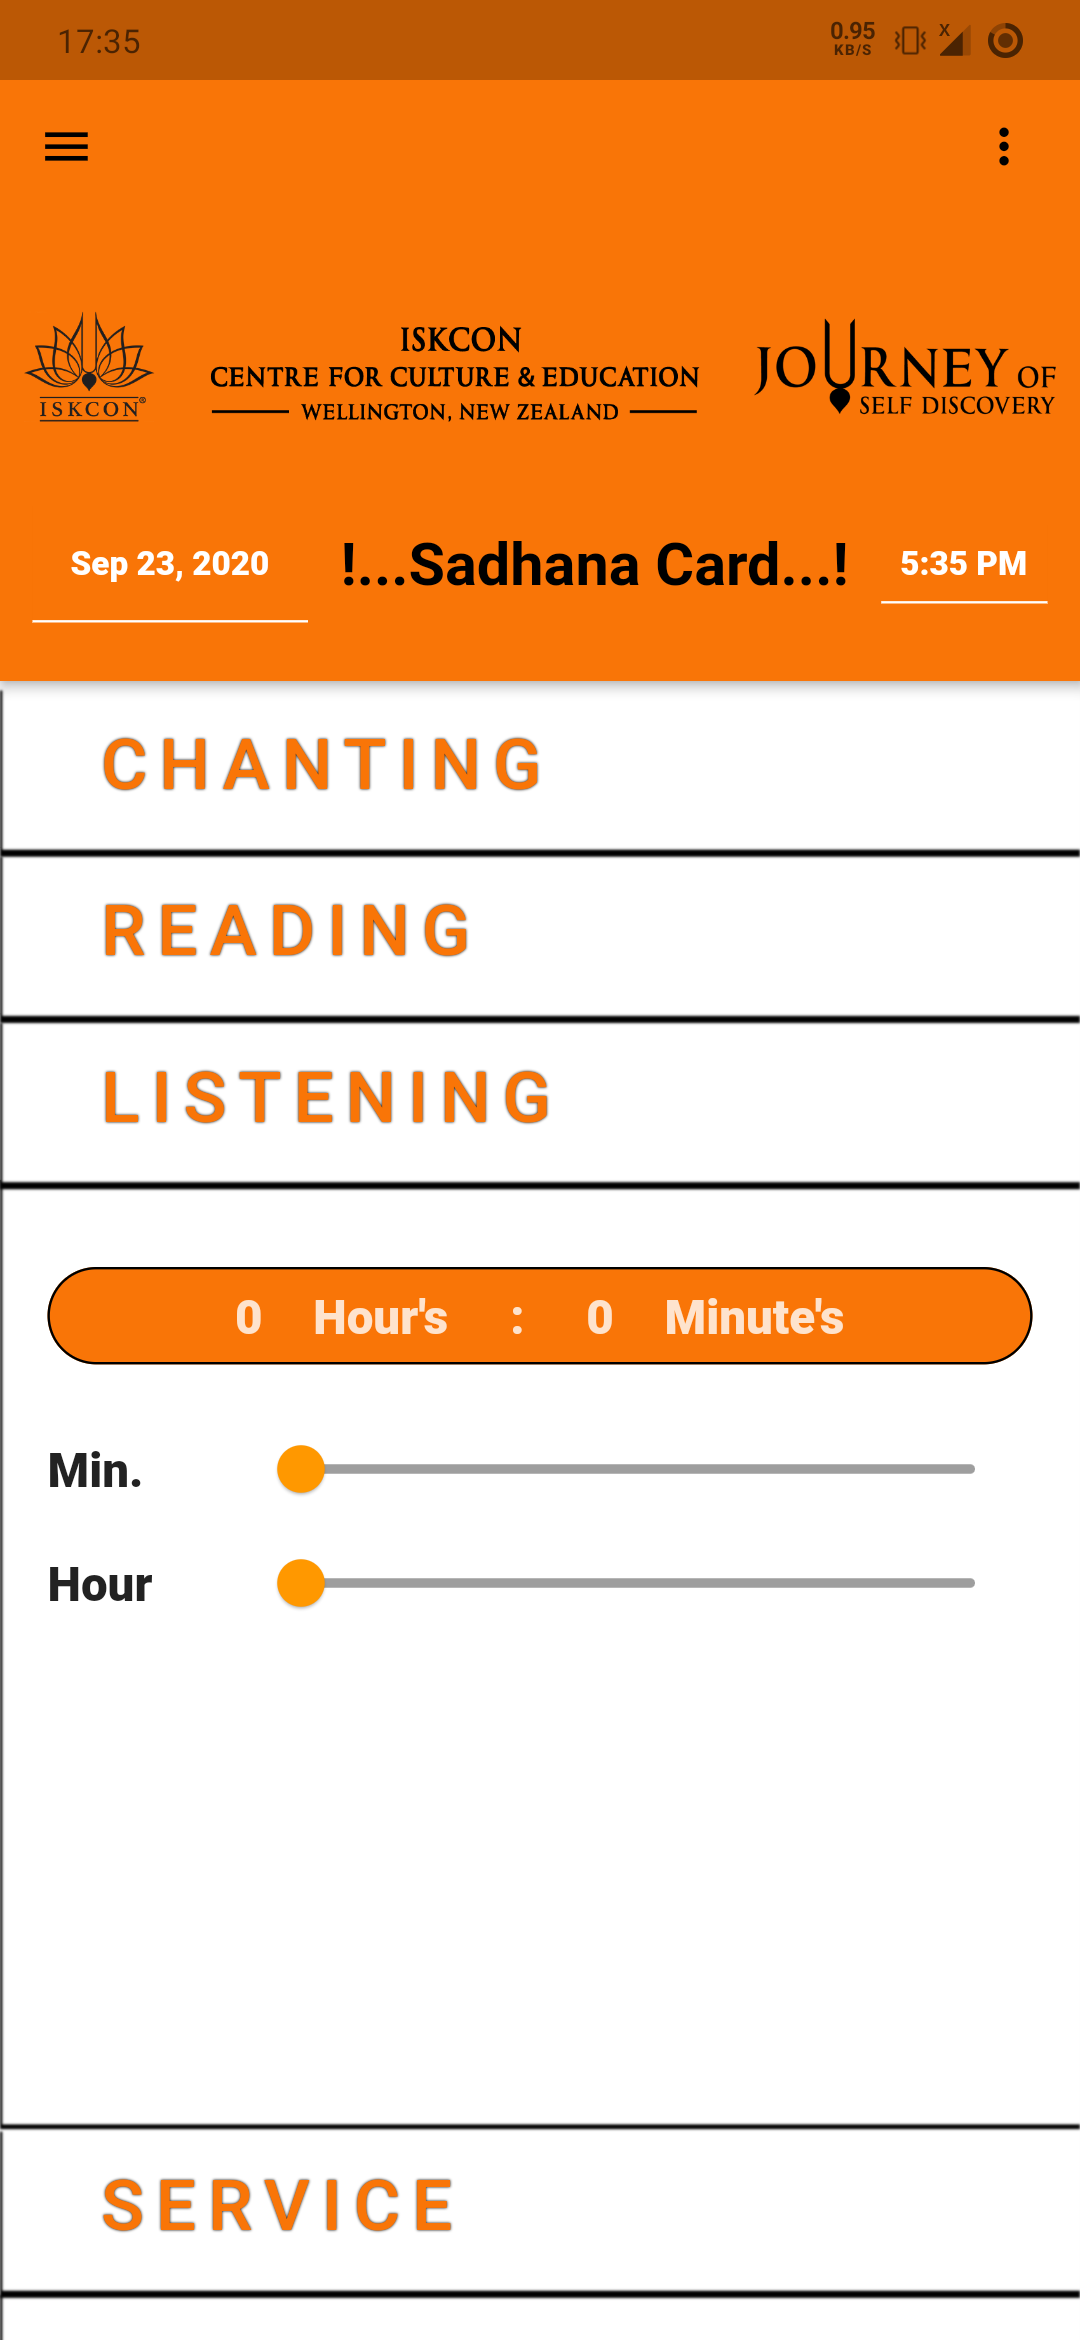 17:35 0.95 KB/S X
ISKCON
CENTRE FOR CULTURE & EDUCATION
WELLINGTON, NEW ZEALAND
ISKCON®
JOURNEY OF
SELF DISCOVERY
Sep 23, 2020 !...Sadhana Card...! 5:35 PM
CHANTING
READING
LISTENING
0 Hour's : 0 Minute's
Min.
Hour
SERVICE